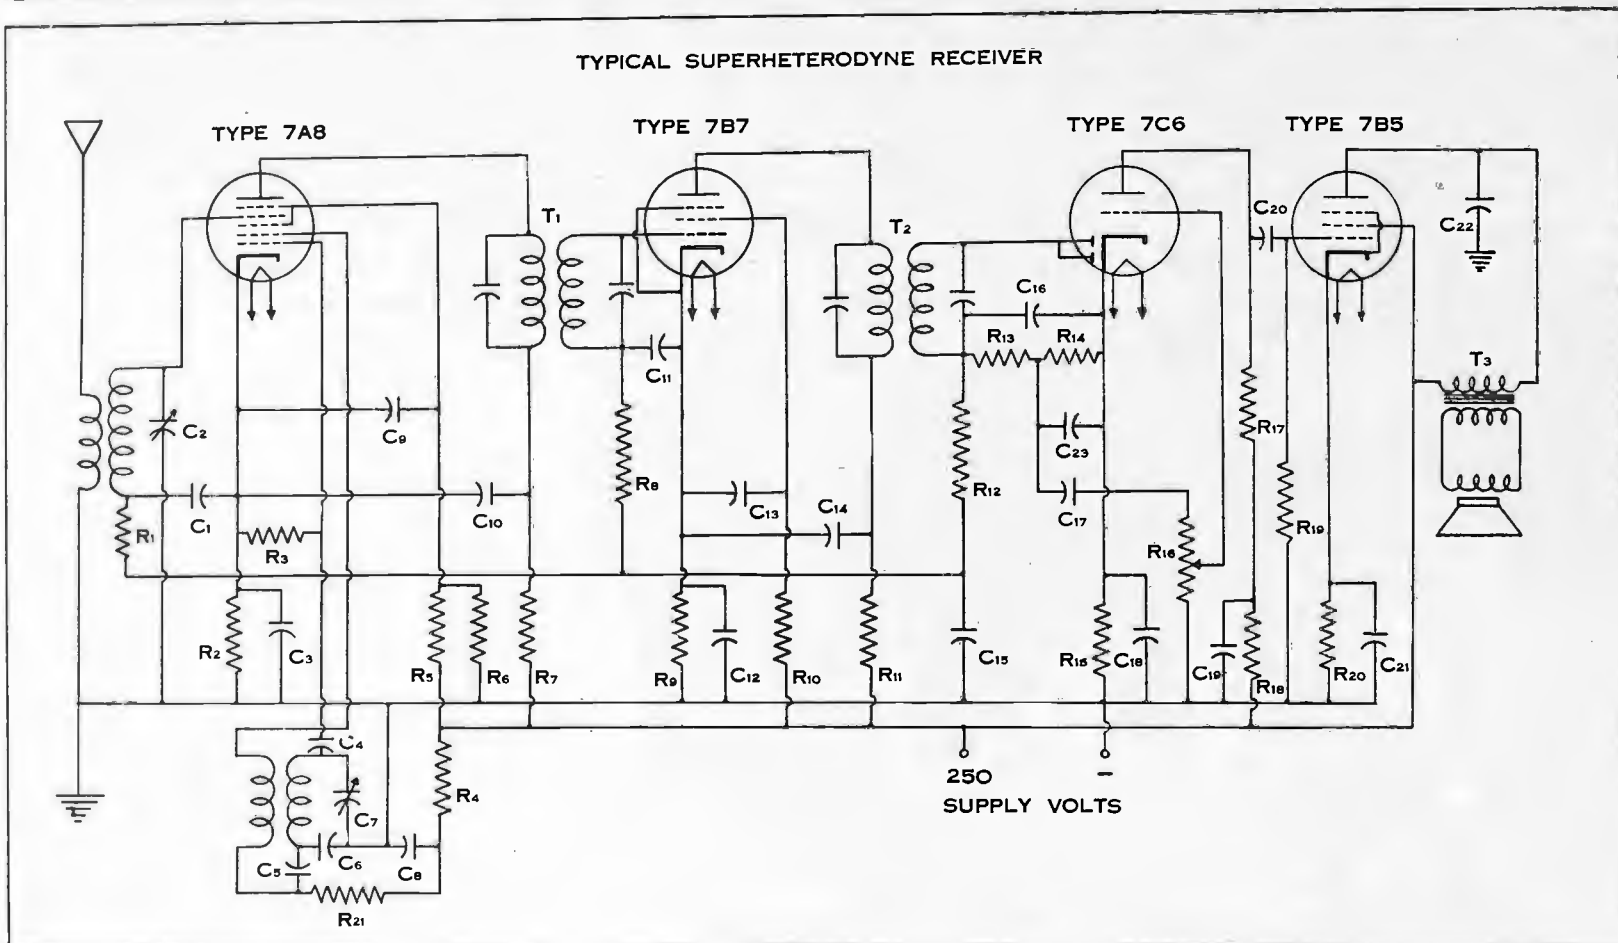 TYPICAL SUPERHETERODYNE RECEIVER
TYPE 7A8
TYPE 7B7
TYPE 7C6
TYPE 7B5
T1
T2
C20
C22
C16
R13
R14
T3
C11
C2
C9
R17
C23
R8
R12
C1
C10
C13
C14
C17
R1
R3
R16
R19
R2
C3
R5
R6
R7
R9
C12
R10
R11
C15
R15
C18
C19
R18
R20
C21
C4
250
–
R4
SUPPLY VOLTS
C7
C5
C6
C8
R21